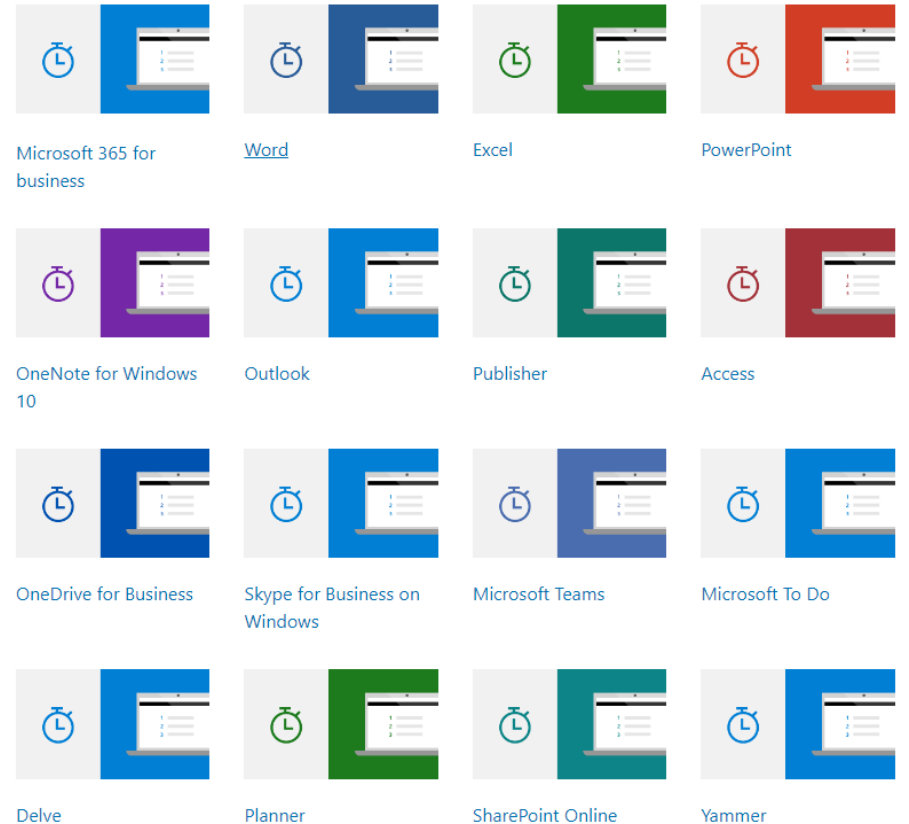 Microsoft 365 for
business
Word
Excel
PowerPoint
OneNote for Windows
10
Outlook
Publisher
Access
OneDrive for Business
Skype for Business on
Windows
Microsoft Teams
Microsoft To Do
Delve
Planner
SharePoint Online
Yammer